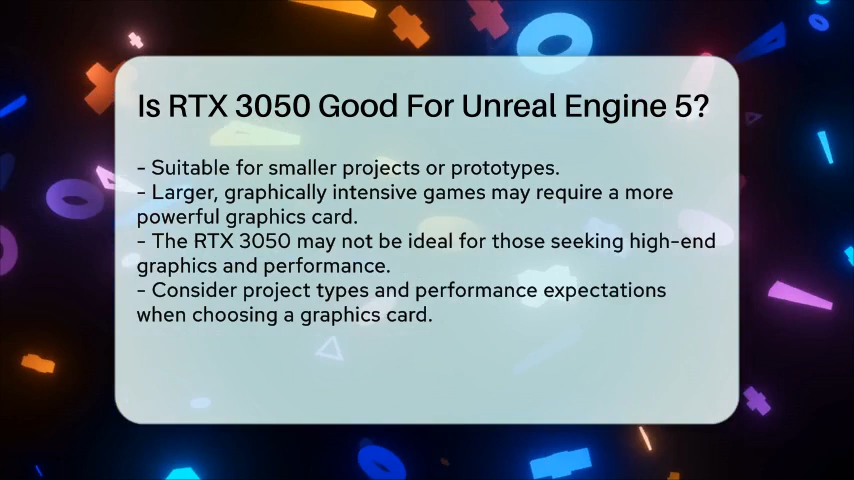 Is RTX 3050 Good For Unreal Engine 5?
- Suitable for smaller projects or prototypes.
- Larger, graphically intensive games may require a more
powerful graphics card.
- The RTX 3050 may not be ideal for those seeking high-end
graphics and performance.
- Consider project types and performance expectations
when choosing a graphics card.